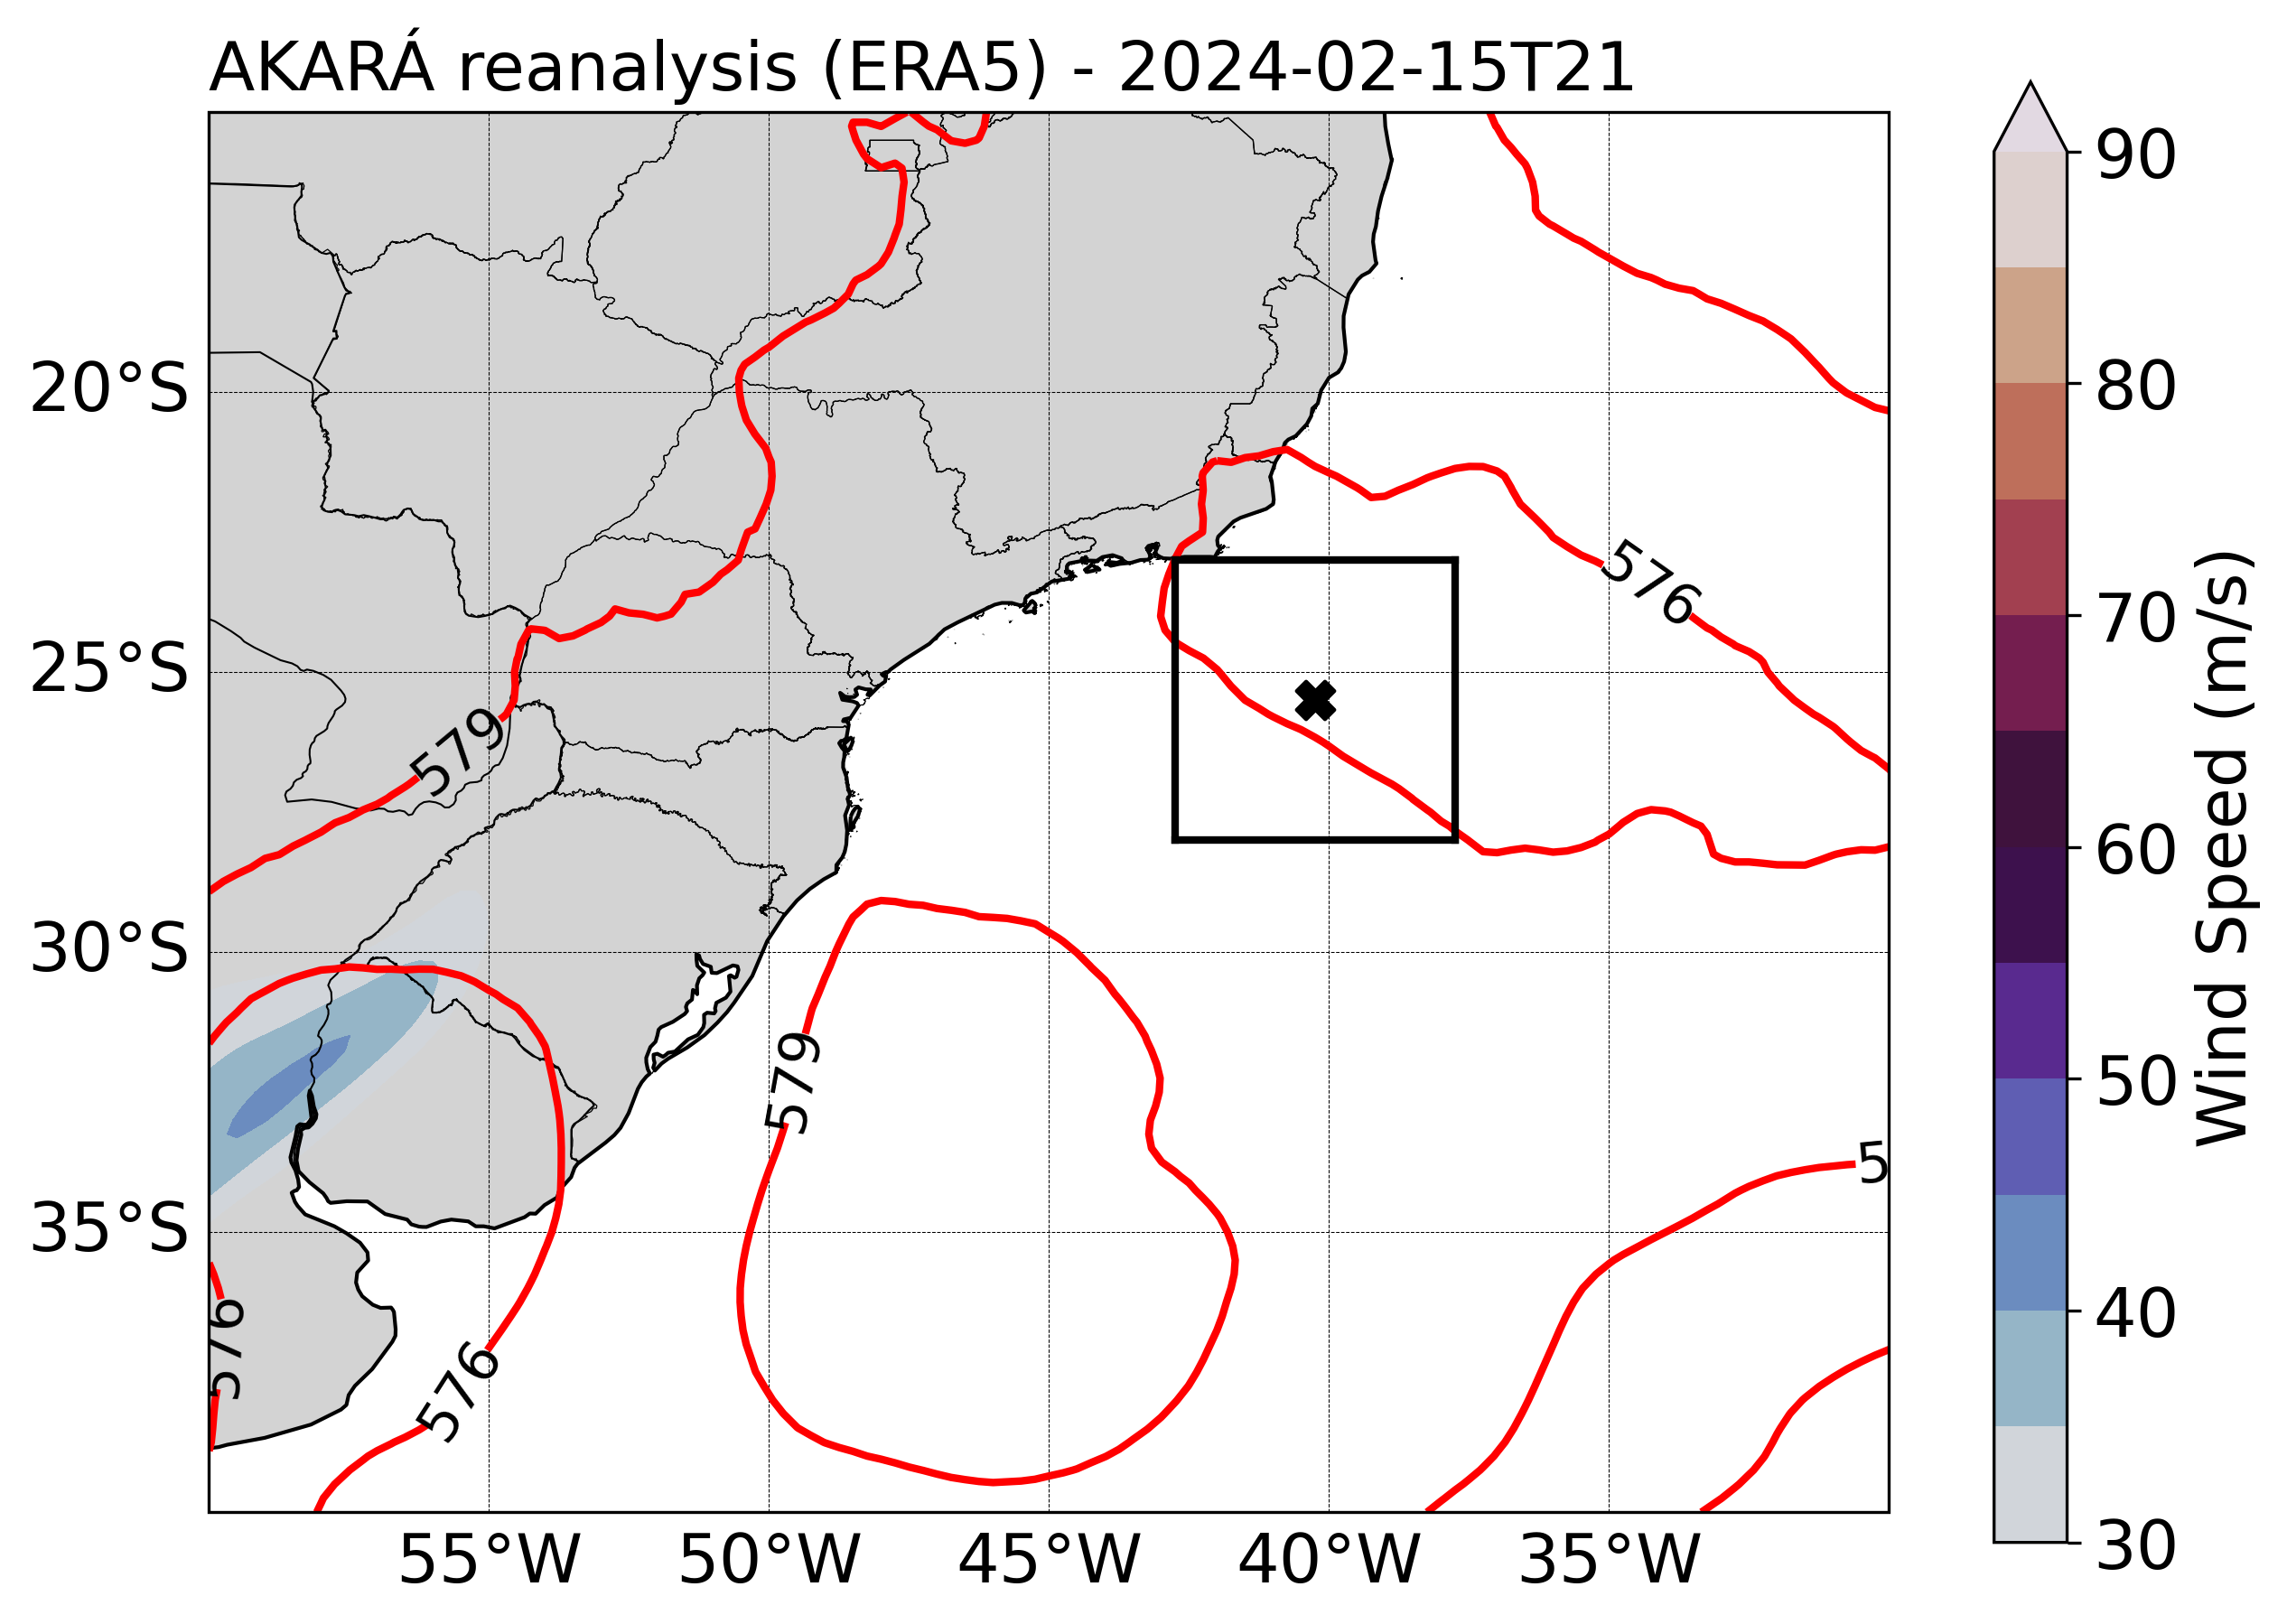 AKARÁ reanalysis (ERA5) - 2024-02-15T21
90
20°S
80
576
70
25°S
579
60
30°S
579
50
5
35°S
576
40
576
30
55°W
50°W
45°W
40°W
35°W
Wind Speed (m/s)